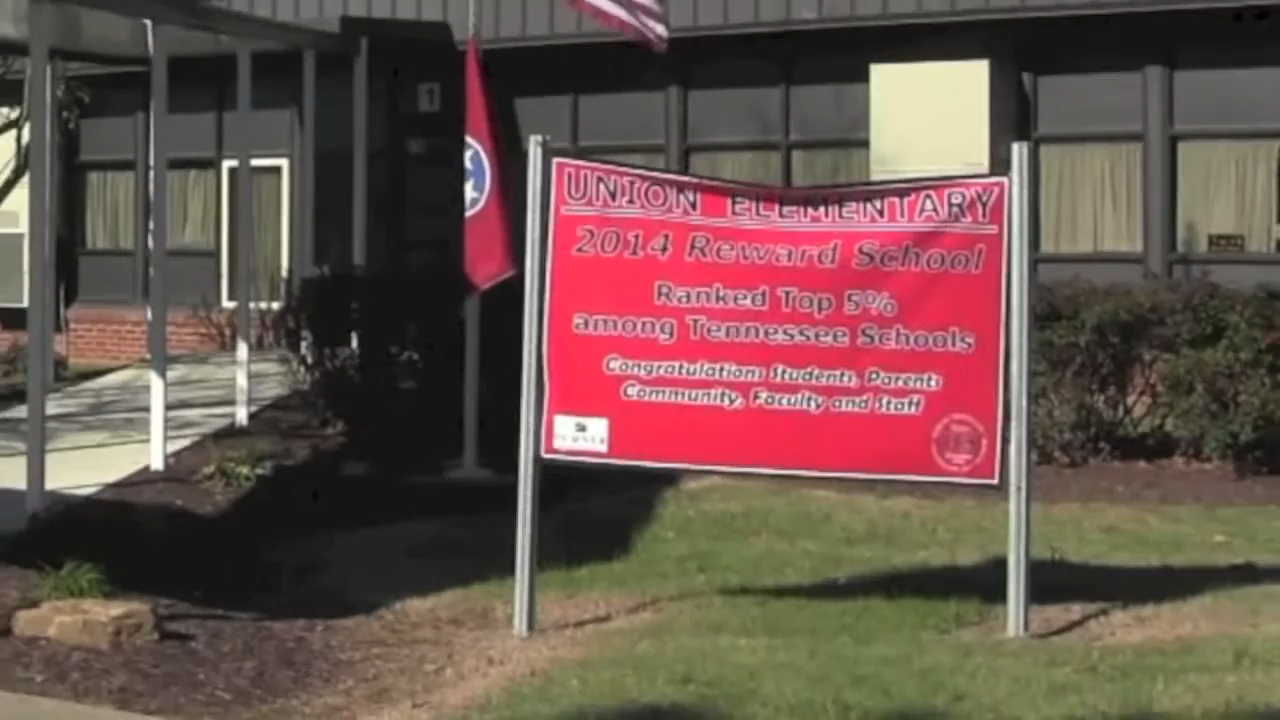 1
UNION ELEMENTARY
2014 Reward School
Ranked Top 5%
among Tennessee Schools
Congratulations Students, Parents
Community, Faculty and Staff
SUMNER